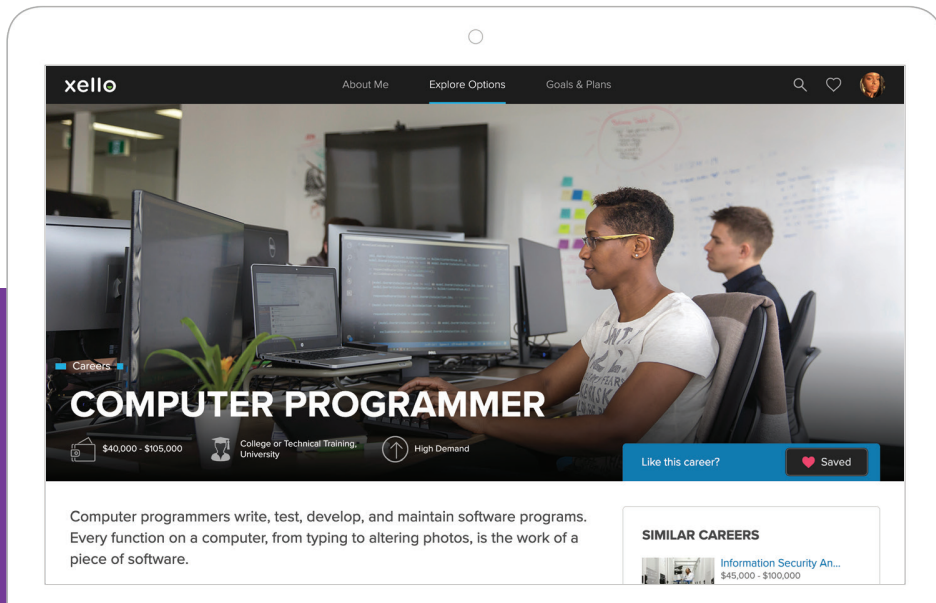 xello
About Me
Explore Options
Goals & Plans
Careers
COMPUTER PROGRAMMER
$40,000 - $105,000
College or Technical Training,
University
High Demand
Like this career?
Saved
Computer programmers write, test, develop, and maintain software programs.
Every function on a computer, from typing to altering photos, is the work of a
piece of software.
SIMILAR CAREERS
Information Security An...
$45,000 - $100,000